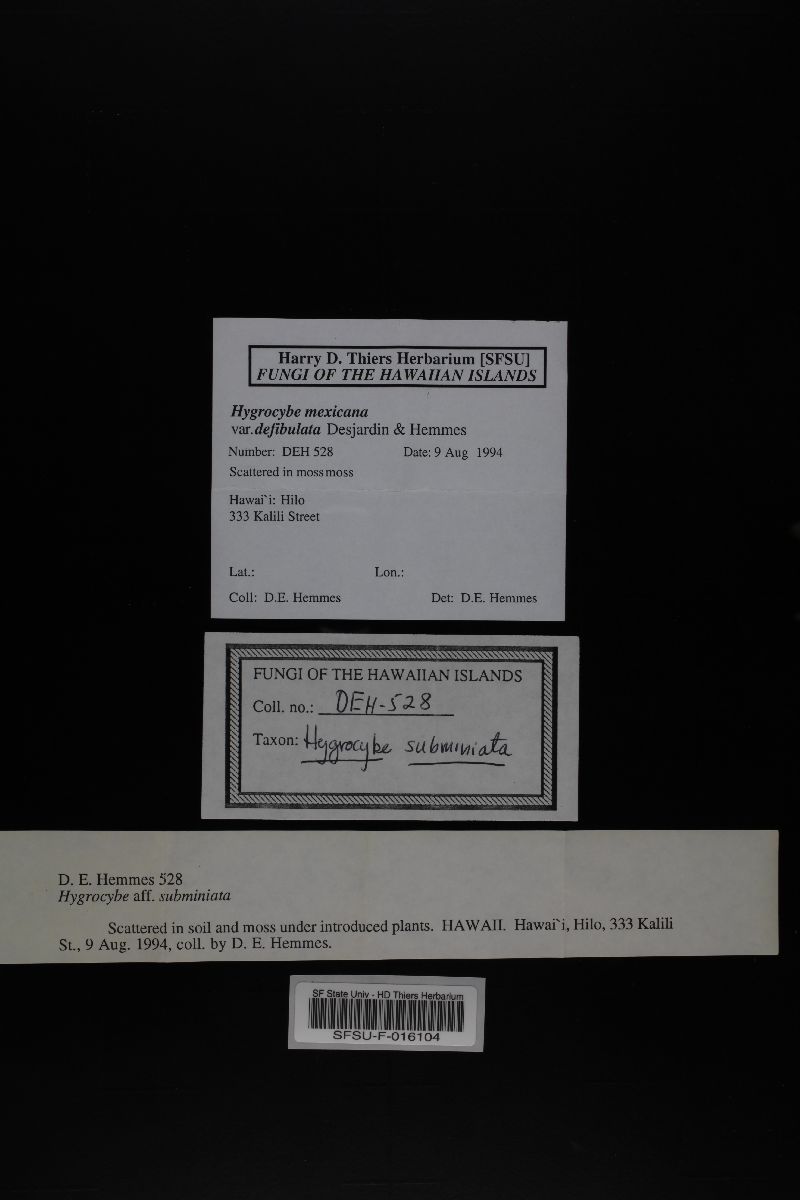 Harry D. Thiers Herbarium [SFSU]
FUNGI OF THE HAWAIIAN ISLANDS
Hygrocybe mexicana
var. defibulata Desjardin & Hemmes
Number: DEH 528 Date: 9 Aug 1994
Scattered in moss moss
Hawai`i: Hilo
333 Kalili Street
Lat.: Lon.:
Coll: D.E. Hemmes Det: D.E. Hemmes
FUNGI OF THE HAWAIIAN ISLANDS
Coll. no.: DEH-528
Taxon: Hygrocybe subminiata
D. E. Hemmes 528
Hygrocybe aff. subminiata
Scattered in soil and moss under introduced plants. HAWAII. Hawai`i, Hilo, 333 Kalili
St., 9 Aug. 1994, coll. by D. E. Hemmes.
SF State Univ - HD Thiers Herbarium
SFSU-F-016104